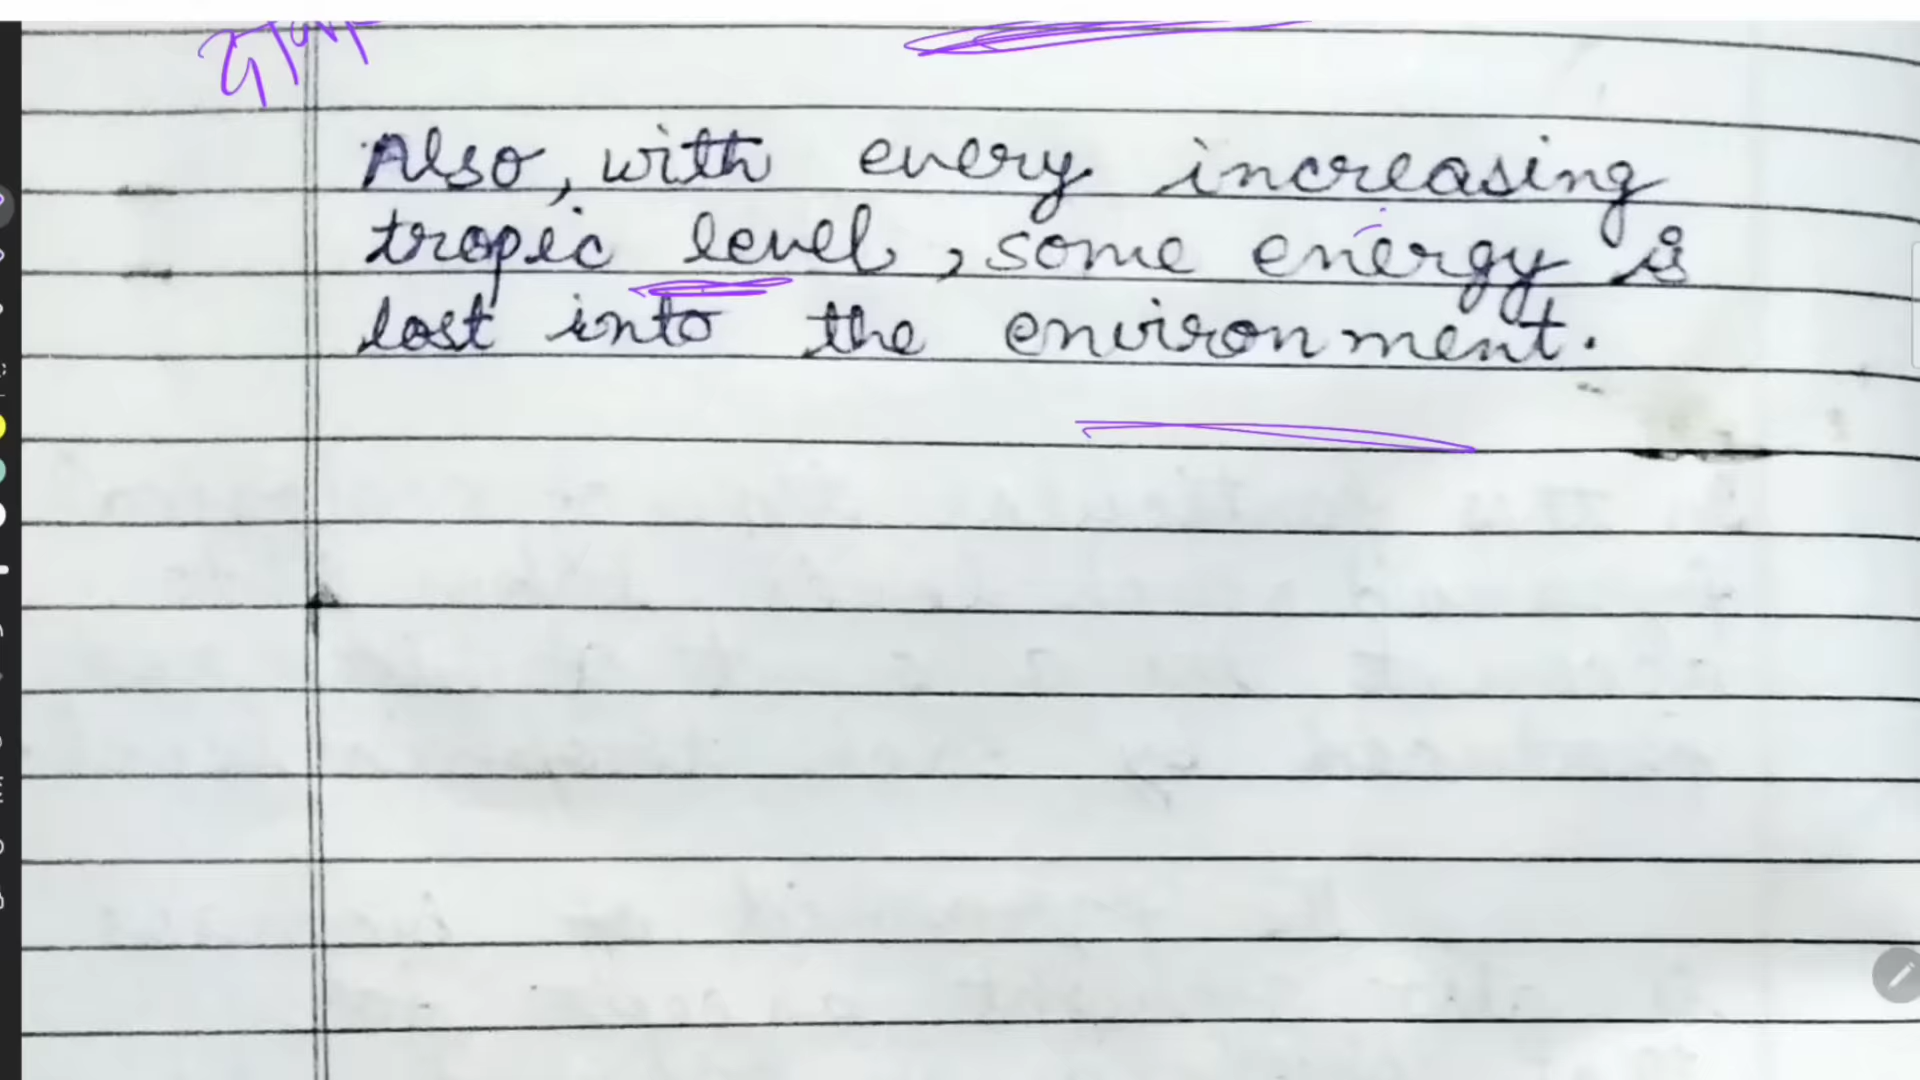 Also, with every increasing
tropic level, some energy is
lost into the environment.